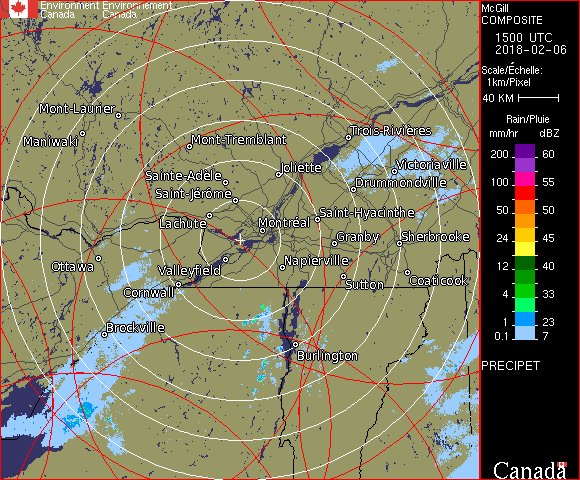 Environment Environnement
Canada Canada
McGill
COMPOSITE
1500 UTC
2018-02-06
Scale/Échelle:
1km/Pixel
40 KM
Rain/Pluie
mm/hr dBZ
200 60
100 55
50 50
24 45
12 40
4 33
1 23
0.1 7
PRECIPET
Canada
Mont-Laurier
Maniwaki
Mont-Tremblant
Trois-Rivières
Sainte-Adèle
Joliette
Victoriaville
Saint-Jérôme
Drummondville
Lachute
Montréal
Saint-Hyacinthe
Granby
Sherbrooke
Ottawa
Valleyfield
Napierville
Cornwall
Sutton
Coaticook
Brockville
Burlington